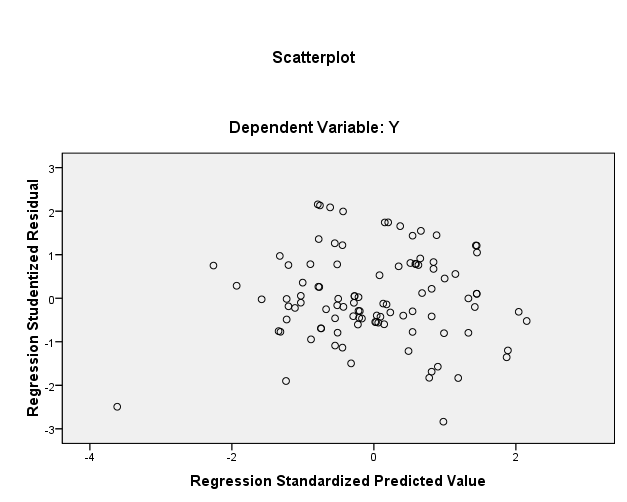 Scatterplot
Dependent Variable: Y
Regression Studentized Residual
3
2
1
0
-1
-2
-3
-4
-2
0
2
Regression Standardized Predicted Value